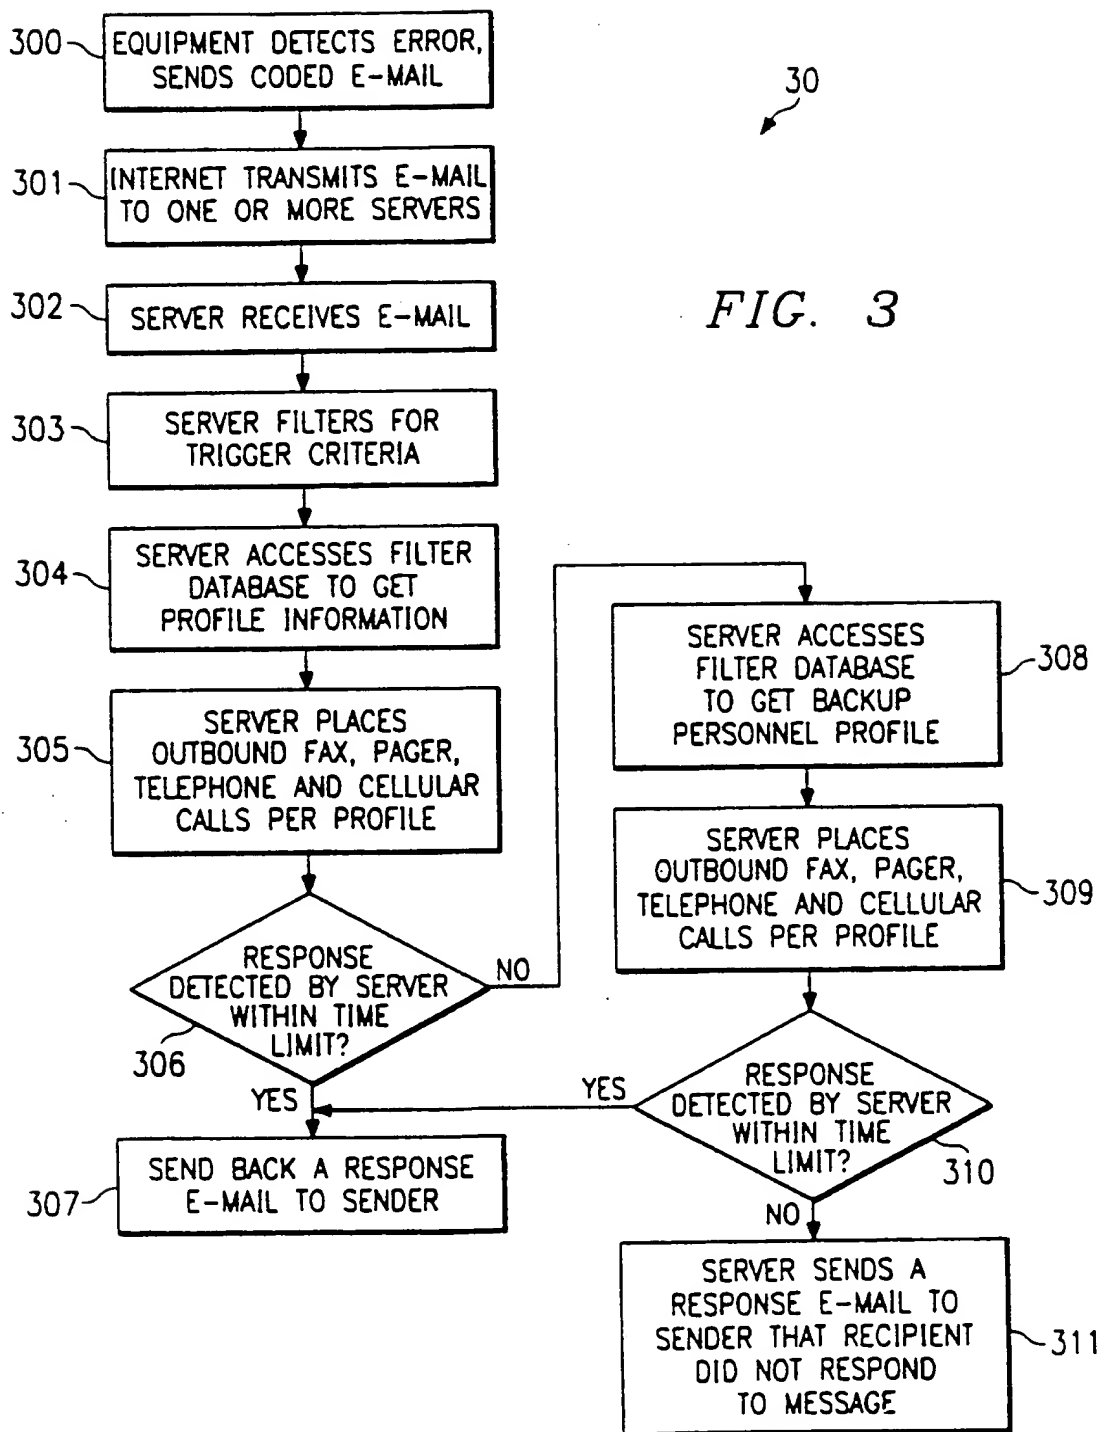 300
EQUIPMENT DETECTS ERROR,
SENDS CODED E-MAIL
30
301
INTERNET TRANSMITS E-MAIL
TO ONE OR MORE SERVERS
302
SERVER RECEIVES E-MAIL
FIG. 3
303
SERVER FILTERS FOR
TRIGGER CRITERIA
304
SERVER ACCESSES FILTER
DATABASE TO GET
PROFILE INFORMATION
305
SERVER PLACES
OUTBOUND FAX, PAGER,
TELEPHONE AND CELLULAR
CALLS PER PROFILE
RESPONSE
DETECTED BY SERVER
WITHIN TIME
LIMIT?
306
NO
YES
SEND BACK A RESPONSE
E-MAIL TO SENDER
307
SERVER ACCESSES
FILTER DATABASE
TO GET BACKUP
PERSONNEL PROFILE
308
SERVER PLACES
OUTBOUND FAX, PAGER,
TELEPHONE AND CELLULAR
CALLS PER PROFILE
309
RESPONSE
DETECTED BY SERVER
WITHIN TIME
LIMIT?
310
YES
NO
SERVER SENDS A
RESPONSE E-MAIL TO
SENDER THAT RECIPIENT
DID NOT RESPOND
TO MESSAGE
311